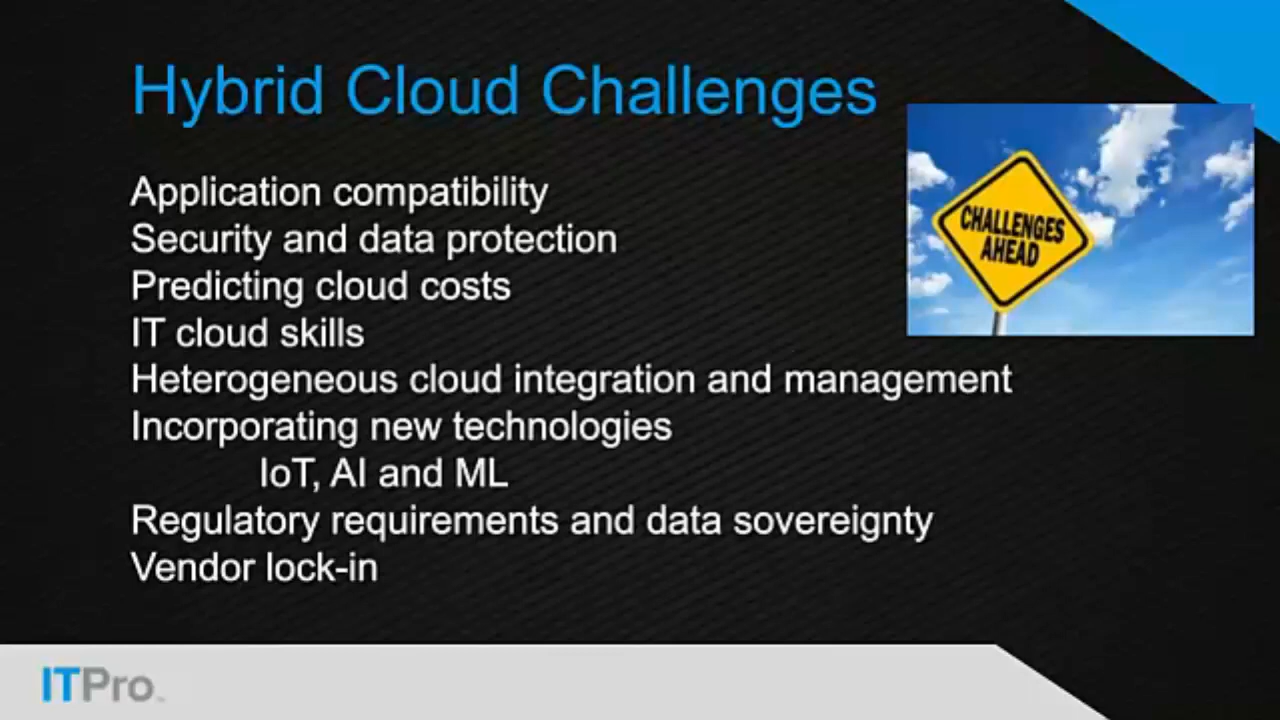 Hybrid Cloud Challenges
CHALLENGES
AHEAD
Application compatibility
Security and data protection
Predicting cloud costs
IT cloud skills
Heterogeneous cloud integration and management
Incorporating new technologies
IoT, AI and ML
Regulatory requirements and data sovereignty
Vendor lock-in
ITPro